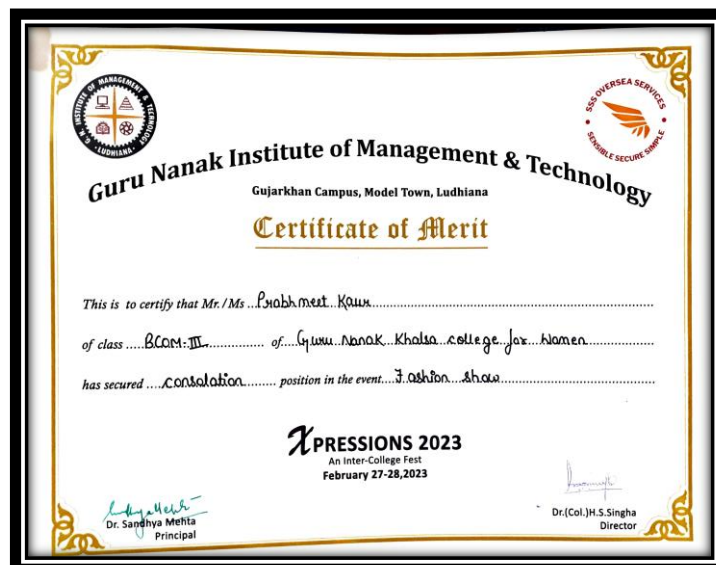 G.N. INSTITUTE OF MANAGEMENT & TECHNOLOGY
·LUDHIANA·
SSS OVERSEA SERVICES
SENSIBLE SECURE SIMPLE
Guru Nanak Institute of Management & Technology
Gujarkhan Campus, Model Town, Ludhiana
Certificate of Merit
This is to certify that Mr./Ms ..Prabhmeet Kaur..
of class ....BCOM-III............ of....Guru Nanak Khalsa college for Women
has secured ....consolation......... position in the event....Fashion show
XPRESSIONS 2023
An Inter-College Fest
February 27-28,2023
Dr. Sandhya Mehta
Principal
Dr.(Col.)H.S.Singha
Director